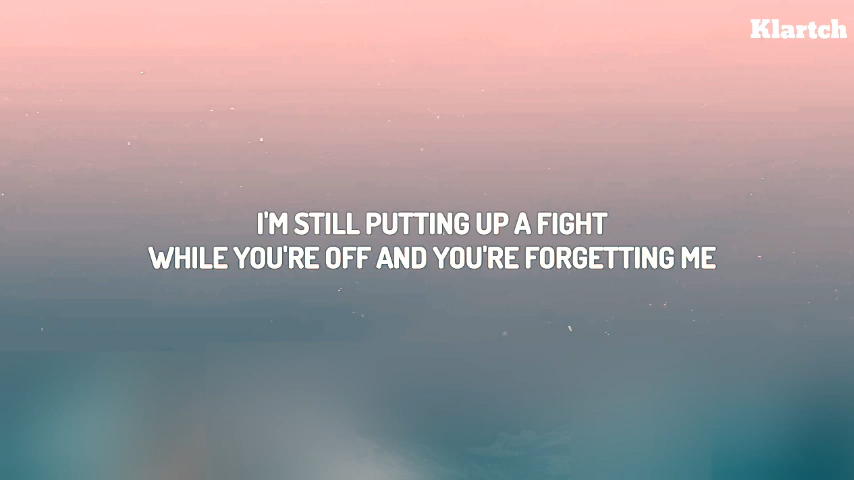 Klartch
I'M STILL PUTTING UP A FIGHT
WHILE YOU'RE OFF AND YOU'RE FORGETTING ME